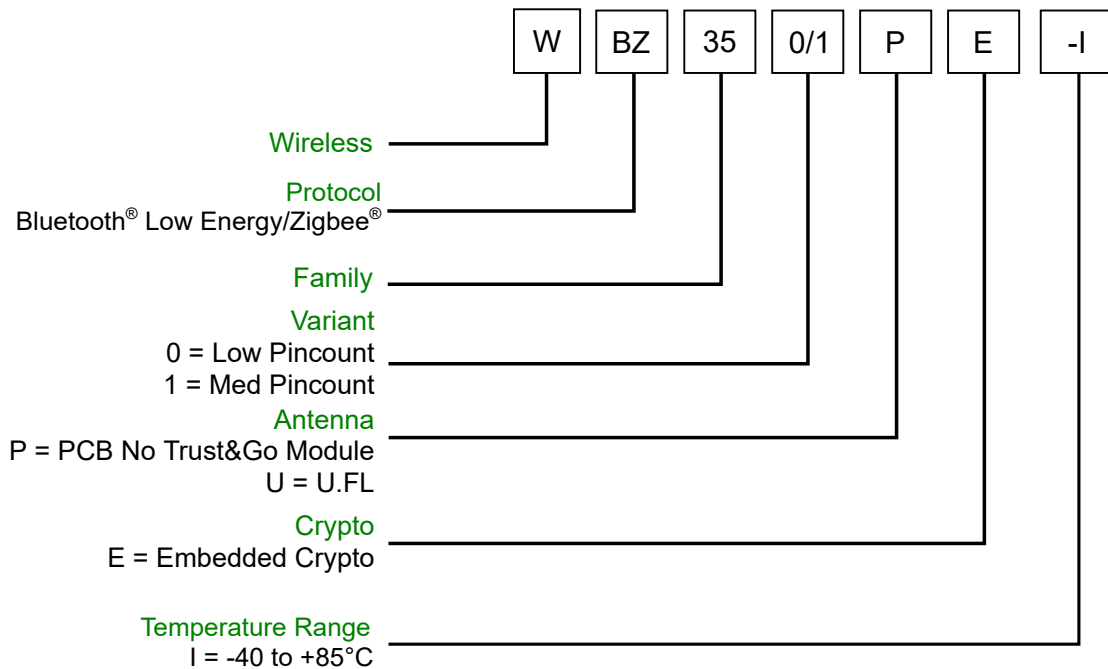 W BZ 35 0/1 P E -I
Wireless
Protocol
Bluetooth® Low Energy/Zigbee®
Family
Variant
0 = Low Pincount
1 = Med Pincount
Antenna
P = PCB No Trust&Go Module
U = U.FL
Crypto
E = Embedded Crypto
Temperature Range
I = -40 to +85°C